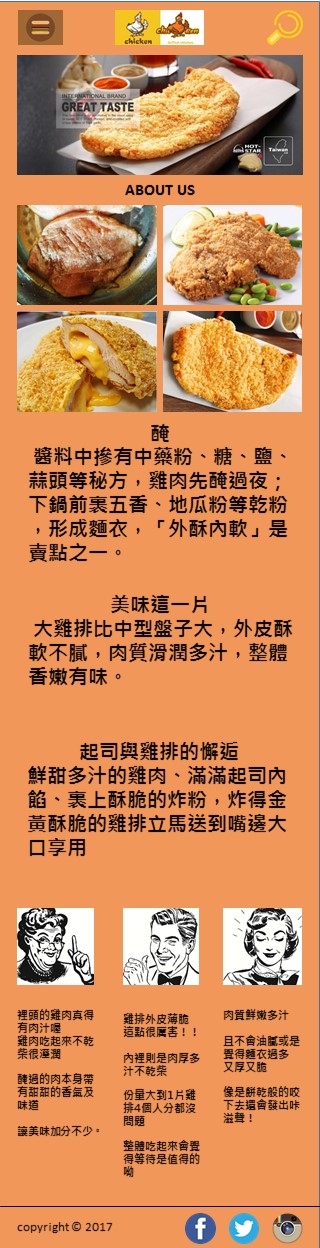 chicken
INTERNATIONAL BRAND
GREAT TASTE
HOT-STAR
Taiwan
ABOUT US
醃
醬料中摻有中藥粉、糖、鹽、
蒜頭等秘方，雞肉先醃過夜；
下鍋前裹五香、地瓜粉等乾粉
，形成麵衣，「外酥內軟」是
賣點之一。
美味這一片
大雞排比中型盤子大，外皮酥
軟不膩，肉質滑潤多汁，整體
香嫩有味。
起司與雞排的懈逅
鮮甜多汁的雞肉、滿滿起司內
餡、裹上酥脆的炸粉，炸得金
黃酥脆的雞排立馬送到嘴邊大
口享用
裡頭的雞肉真得
有肉汁喔
雞肉吃起來不乾
柴很溼潤
醃過的肉本身帶
有甜甜的香氣及
味道
讓美味加分不少。
雞排外皮薄脆
這點很厲害！！
內裡則是肉厚多
汁不乾柴
份量大到1片雞
排4個人分都沒
問題
整體吃起來會覺
得等待是值得的
呦
肉質鮮嫩多汁
且不會油膩或是
覺得麵衣過多
又厚又脆
像是餅乾般的咬
下去還會發出咔
滋聲！
copyright © 2017